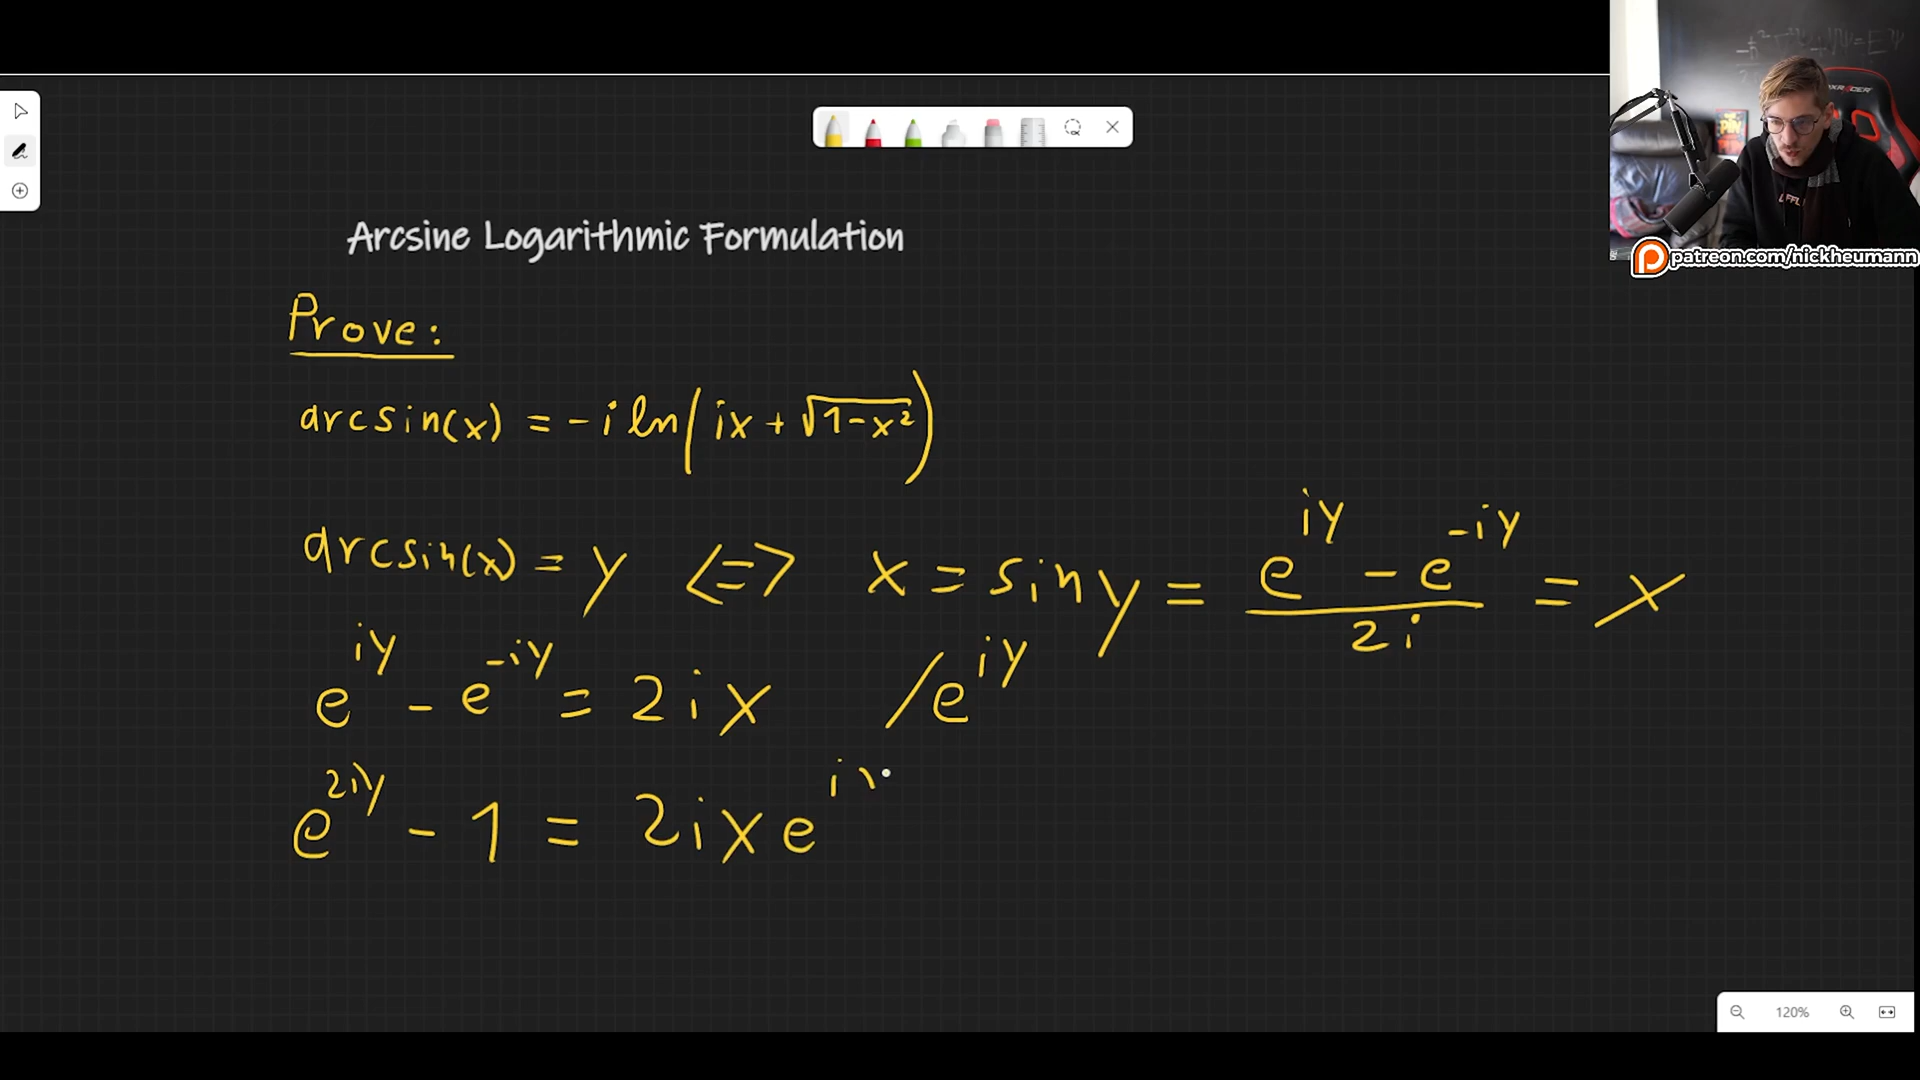 patreon.com/nickheumann
Arcsine Logarithmic Formulation
Prove:
arcsin(x) = -i ln(ix + √(1-x²))
arcsin(x) = y <=> x = sin y = (e^{iy} - e^{-iy})/2i = x
e^{iy} - e^{-iy} = 2ix /e^{iy}
e^{2iy} - 1 = 2ixe^{i
120%